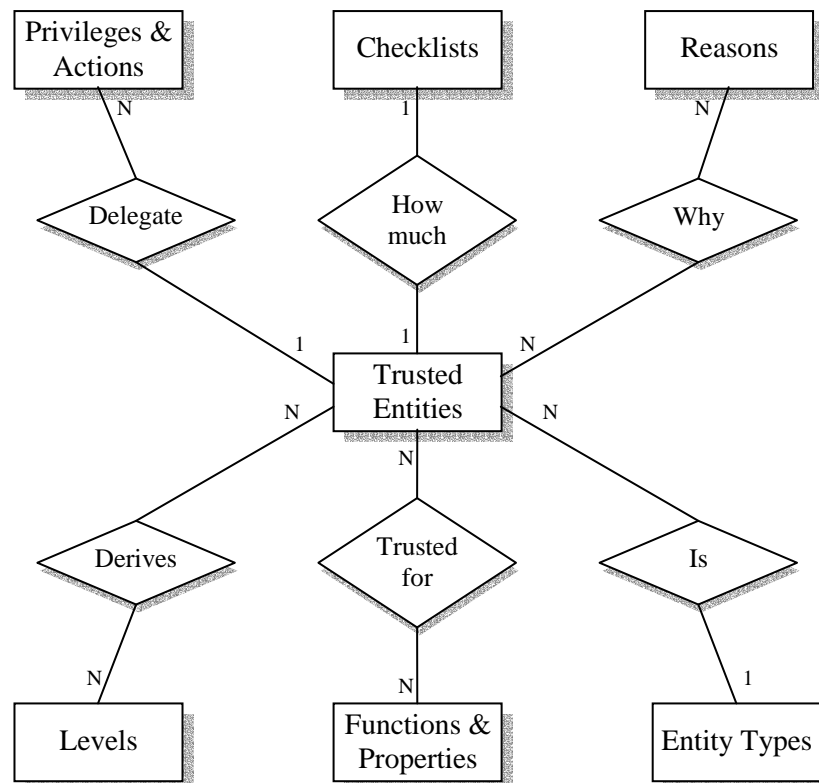 Privileges &
Actions
Checklists
Reasons
N
1
N
Delegate
How
much
Why
1
1
N
Trusted
Entities
N
N
N
Derives
Trusted
for
Is
N
N
1
Levels
Functions &
Properties
Entity Types